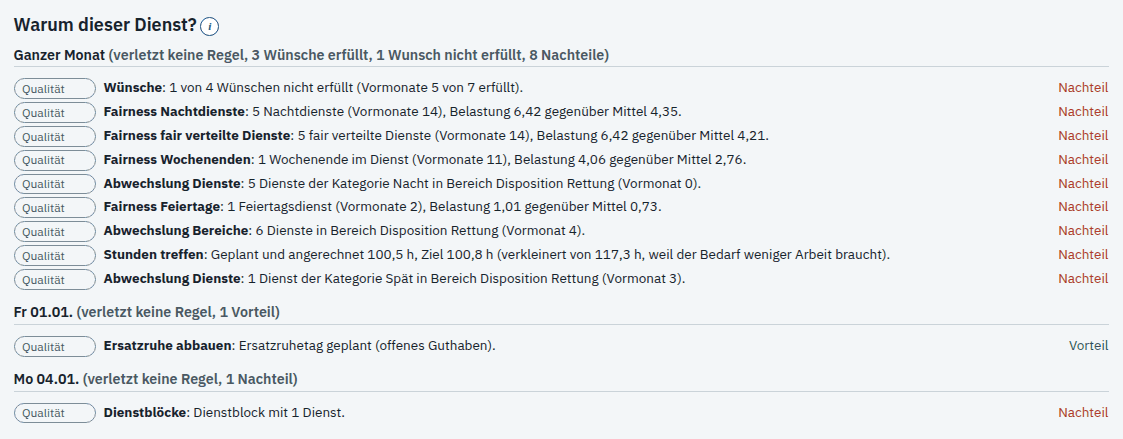 Warum dieser Dienst? i
Ganzer Monat (verletzt keine Regel, 3 Wünsche erfüllt, 1 Wunsch nicht erfüllt, 8 Nachteile)
Qualität Wünsche: 1 von 4 Wünschen nicht erfüllt (Vormonate 5 von 7 erfüllt). Nachteil
Qualität Fairness Nachtdienste: 5 Nachtdienste (Vormonate 14), Belastung 6,42 gegenüber Mittel 4,35. Nachteil
Qualität Fairness fair verteilte Dienste: 5 fair verteilte Dienste (Vormonate 14), Belastung 6,42 gegenüber Mittel 4,21. Nachteil
Qualität Fairness Wochenenden: 1 Wochenende im Dienst (Vormonate 11), Belastung 4,06 gegenüber Mittel 2,76. Nachteil
Qualität Abwechslung Dienste: 5 Dienste der Kategorie Nacht in Bereich Disposition Rettung (Vormonat 0). Nachteil
Qualität Fairness Feiertage: 1 Feiertagsdienst (Vormonate 2), Belastung 1,01 gegenüber Mittel 0,73. Nachteil
Qualität Abwechslung Bereiche: 6 Dienste in Bereich Disposition Rettung (Vormonat 4). Nachteil
Qualität Stunden treffen: Geplant und angerechnet 100,5 h, Ziel 100,8 h (verkleinert von 117,3 h, weil der Bedarf weniger Arbeit braucht). Nachteil
Qualität Abwechslung Dienste: 1 Dienst der Kategorie Spät in Bereich Disposition Rettung (Vormonat 3). Nachteil
Fr 01.01. (verletzt keine Regel, 1 Vorteil)
Qualität Ersatzruhe abbauen: Ersatzruhetag geplant (offenes Guthaben). Vorteil
Mo 04.01. (verletzt keine Regel, 1 Nachteil)
Qualität Dienstblöcke: Dienstblock mit 1 Dienst. Nachteil